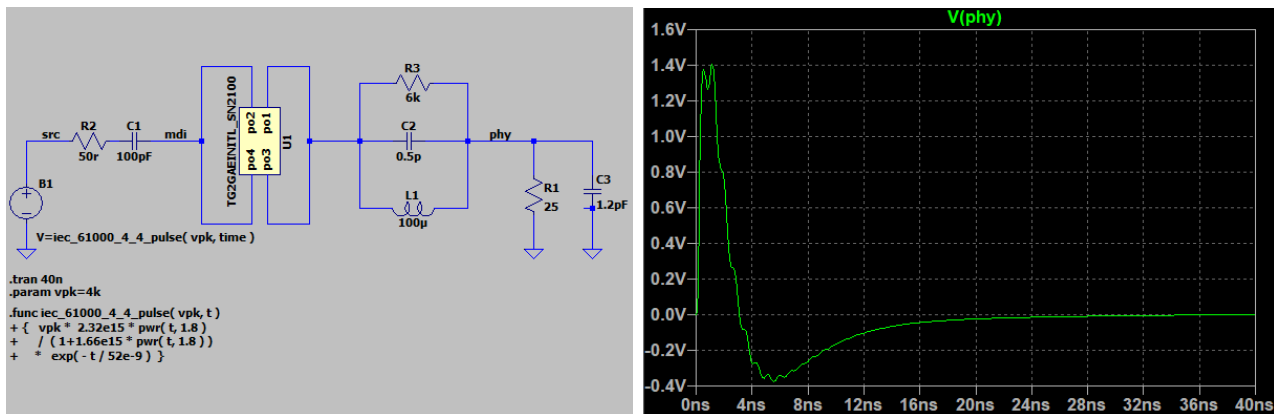 R3
6k
TG2GAEINITL_SN2100
po2
po1
po4
po3
U1
src
R2
50r
C1
100pF
mdi
C2
0.5p
phy
L1
100µ
R1
25
C3
1.2pF
B1
V=iec_61000_4_4_pulse( vpk, time )
.tran 40n
.param vpk=4k
.func iec_61000_4_4_pulse( vpk, t )
+ {  vpk *  2.32e15 * pwr( t, 1.8 )
+     / ( 1+1.66e15 * pwr( t, 1.8 ))
+   *  exp( - t / 52e-9 )  }
V(phy)
1.6V
1.4V
1.2V
1.0V
0.8V
0.6V
0.4V
0.2V
0.0V
-0.2V
-0.4V
0ns 4ns 8ns 12ns 16ns 20ns 24ns 28ns 32ns 36ns 40ns